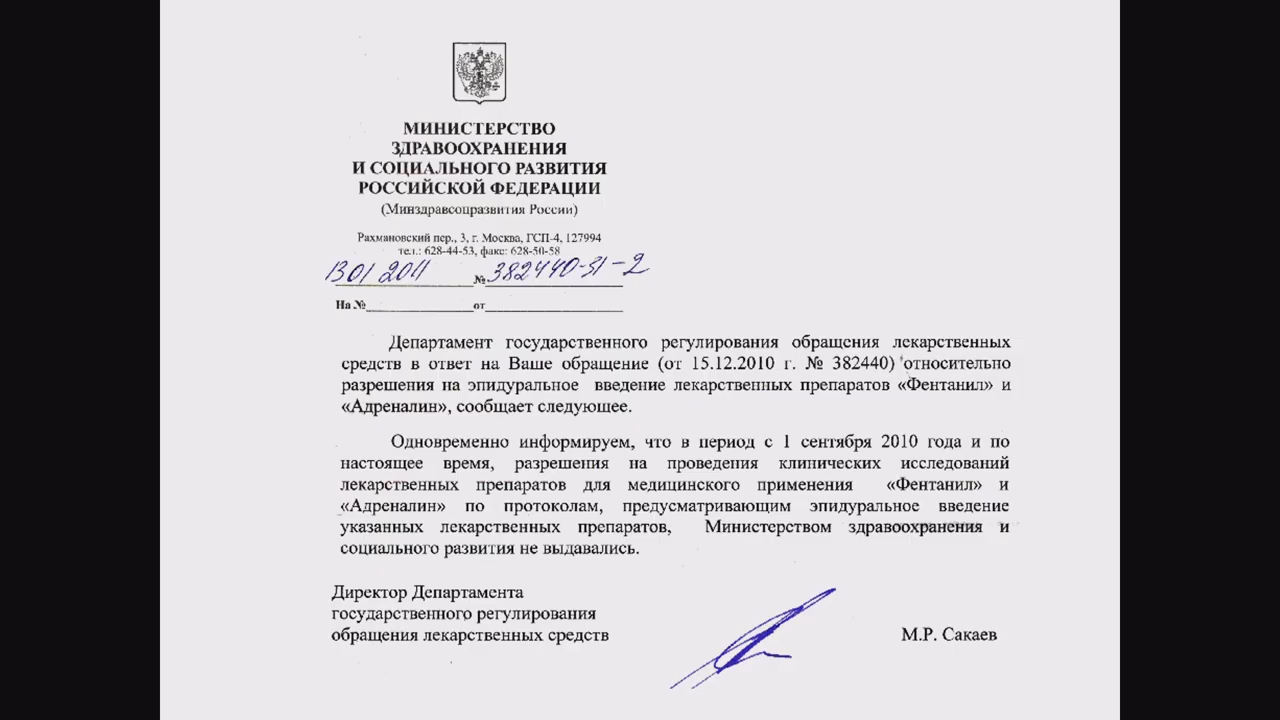 МИНИСТЕРСТВО
ЗДРАВООХРАНЕНИЯ
И СОЦИАЛЬНОГО РАЗВИТИЯ
РОССИЙСКОЙ ФЕДЕРАЦИИ
(Минздравсоцразвития России)
Рахмановский пер., 3, г. Москва, ГСП-4, 127994
тел.: 628-44-53, факс: 628-50-58
13 01 2011 № 382440-31-2
На №____________от____________
Департамент государственного регулирования обращения лекарственных
средств в ответ на Ваше обращение (от 15.12.2010 г. № 382440) относительно
разрешения на эпидуральное введение лекарственных препаратов «Фентанил» и
«Адреналин», сообщает следующее.
Одновременно информируем, что в период с 1 сентября 2010 года и по
настоящее время, разрешения на проведения клинических исследований
лекарственных препаратов для медицинского применения «Фентанил» и
«Адреналин» по протоколам, предусматривающим эпидуральное введение
указанных лекарственных препаратов, Министерством здравоохранения и
социального развития не выдавались.
Директор Департамента
государственного регулирования
обращения лекарственных средств М.Р. Сакаев